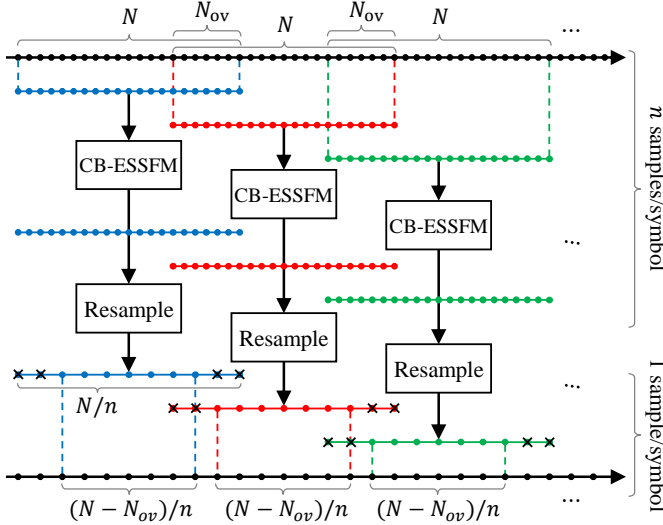 N N_ov N_ov N ...
N
n samples/symbol
CB-ESSFM
CB-ESSFM
CB-ESSFM
...
Resample
Resample
Resample
...
N/n
1 sample/symbol
(N − N_ov)/n (N − N_ov)/n (N − N_ov)/n ...